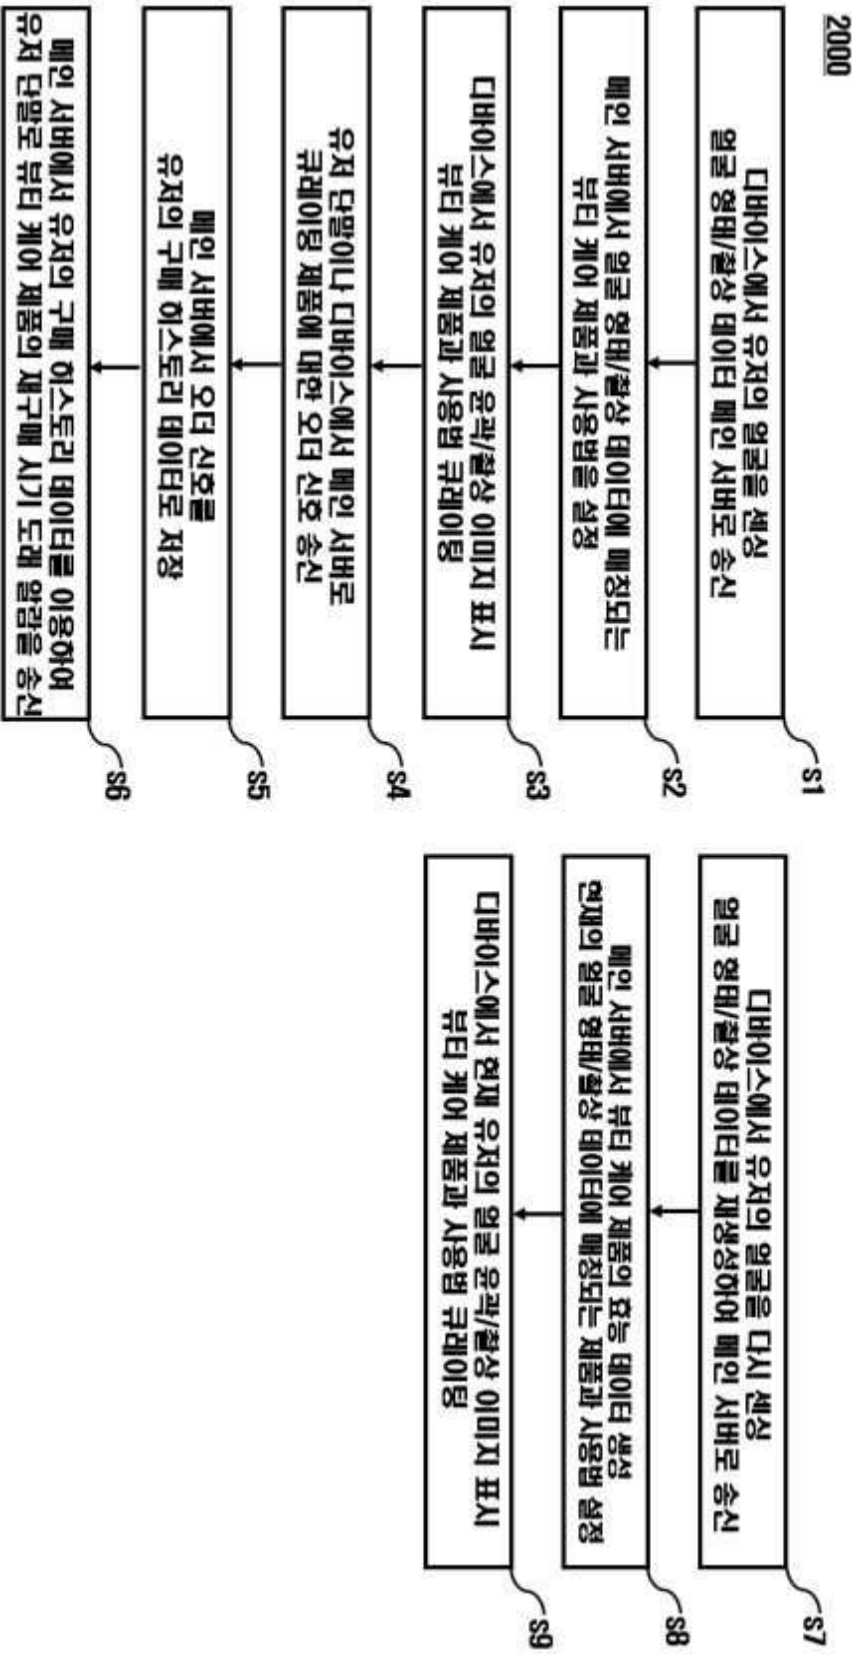 2000
디바이스에서 유저의 얼굴을 센싱
얼굴 형태/촬상 데이터 메인 서버로 송신
S1
메인 서버에서 얼굴 형태/촬상 데이터에 매칭되는
뷰티 케어 제품과 사용법을 설정
S2
디바이스에서 유저의 얼굴 윤곽/촬상 이미지 표시
뷰티 케어 제품과 사용법 큐레이팅
S3
유저 단말이나 디바이스에서 메인 서버로
큐레이팅 제품에 대한 오더 신호 송신
S4
메인 서버에서 오더 신호를
유저의 구매 히스토리 데이터로 저장
S5
메인 서버에서 유저의 구매 히스토리 데이터를 이용하여
유저 단말로 뷰티 케어 제품의 재구매 시기 도래 알람을 송신
S6
디바이스에서 유저의 얼굴을 다시 센싱
얼굴 형태/촬상 데이터를 재생성하여 메인 서버로 송신
S7
메인 서버에서 뷰티 케어 제품의 효능 데이터 생성
현재의 얼굴 형태/촬상 데이터에 매칭되는 제품과 사용법 설정
S8
디바이스에서 현재 유저의 얼굴 윤곽/촬상 이미지 표시
뷰티 케어 제품과 사용법 큐레이팅
S9